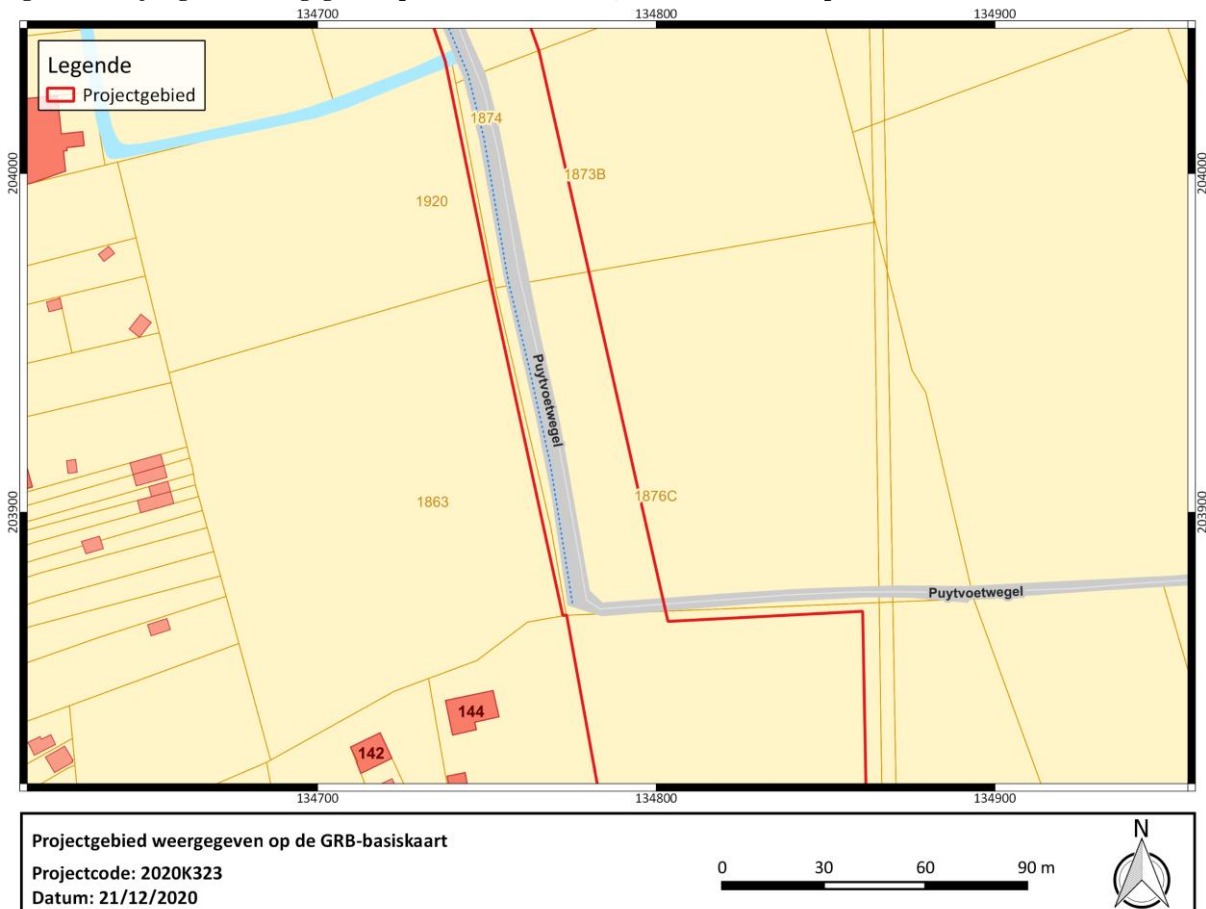 134700 134800 134900
Legende
Projectgebied
204000
204000
1874
1873B
1920
Puytvoetwegel
1876C
1863
203900
203900
Puytvoetwegel
144
142
134700 134800 134900
Projectgebied weergegeven op de GRB-basiskaart
Projectcode: 2020K323
Datum: 21/12/2020
0 30 60 90 m
N